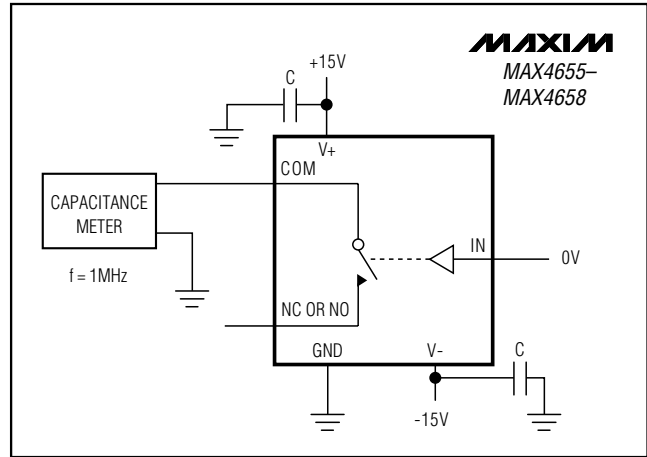 MAXIM
MAX4655–
MAX4658
+15V
C
V+
COM
CAPACITANCE
METER
f = 1MHz
IN
0V
NC OR NO
GND
V-
C
-15V